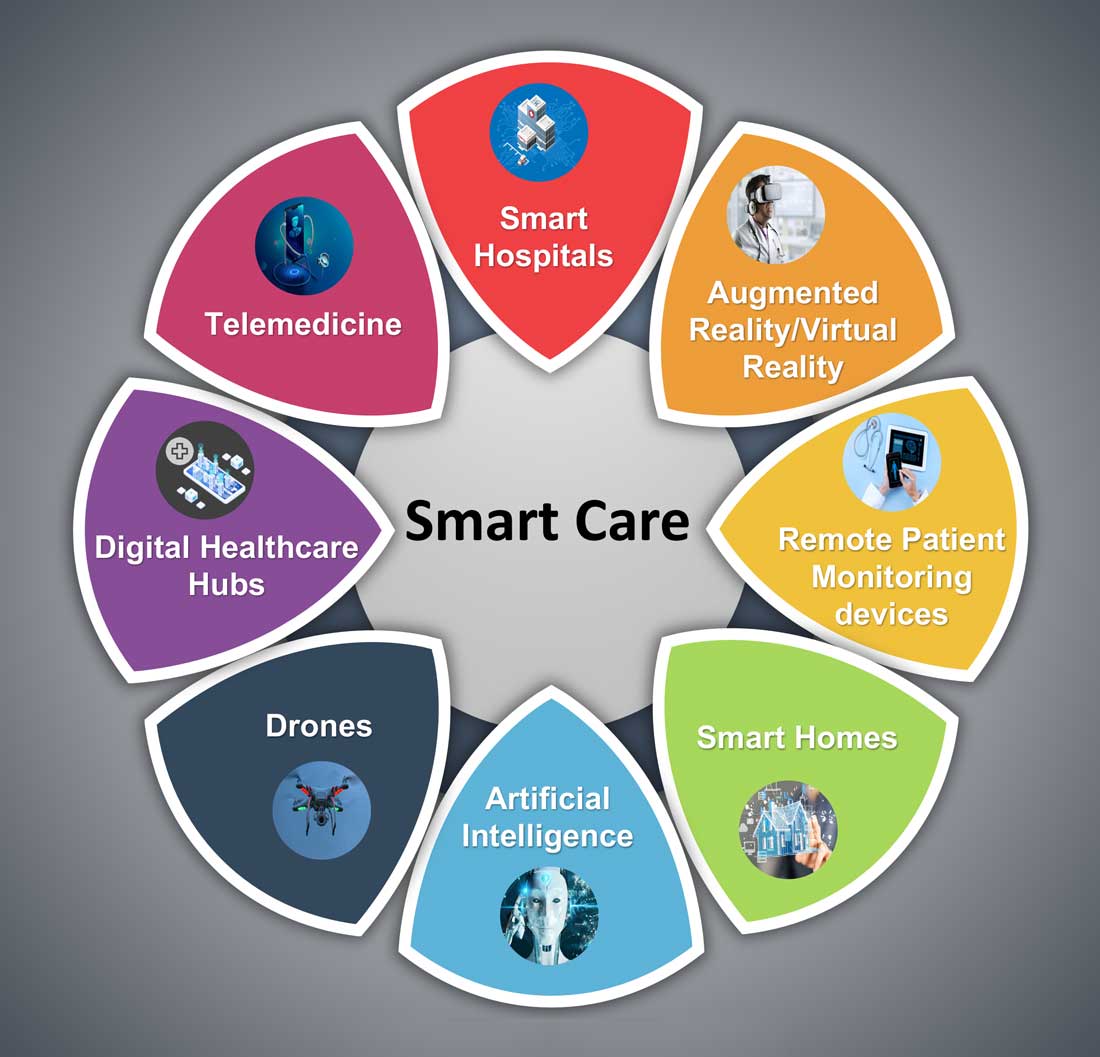 Smart
Hospitals
Augmented
Reality/Virtual
Reality
Remote Patient
Monitoring
devices
Smart Homes
Artificial
Intelligence
Drones
Digital Healthcare
Hubs
Telemedicine
Smart Care